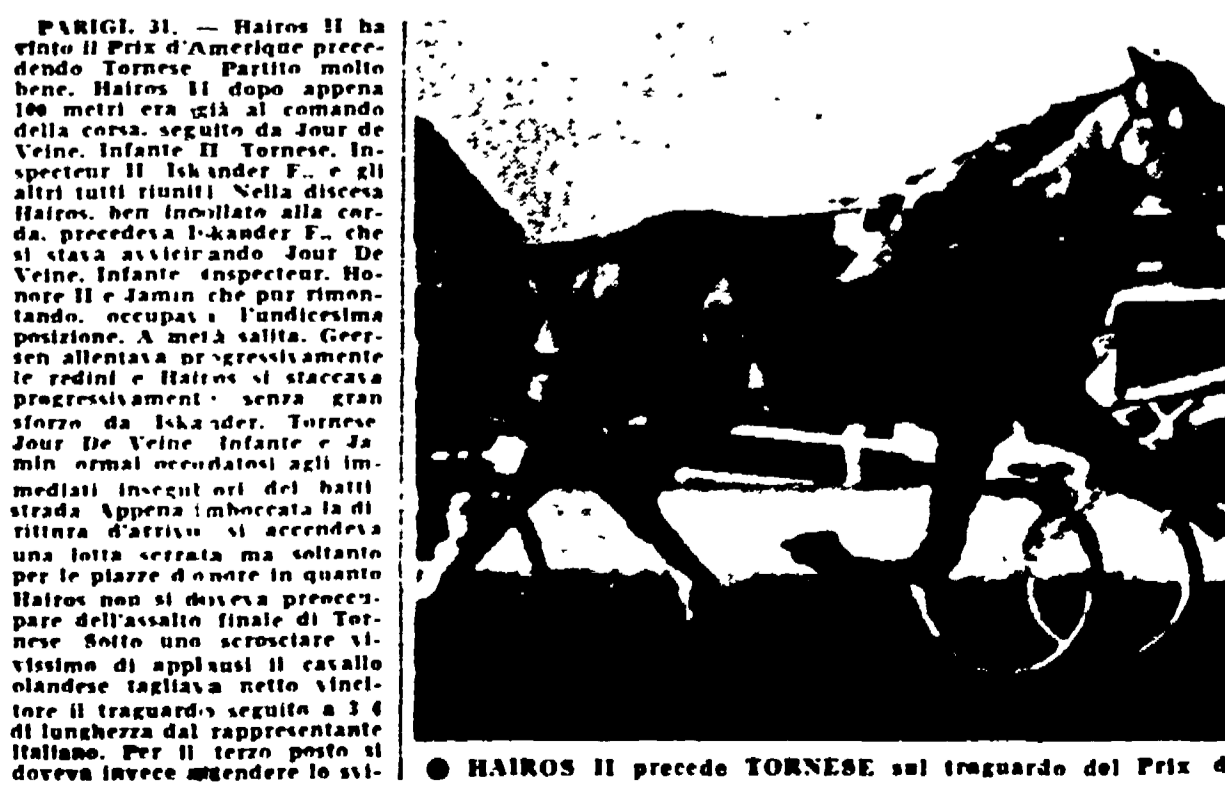 PARIGI, 31. — Hairos II ha
vinto il Prix d'Amerique prece-
dendo Tornese Partito molto
bene. Hairos II dopo appena
100 metri era già al comando
della corsa. seguito da Jour de
Veine. Infante II Tornese. In-
specteur II Iskander F., e gli
altri tutti riuniti Nella discesa
Hairos. ben incollato alla cor-
da. precedeva Iskander F., che
si stava avvicinando Jour De
Veine. Infante Inspecteur. Ho-
nore II e Jamin che pur rimon-
tando. occupava l'undicesima
posizione. A metà salita. Geer-
sen allentava progressivamente
le redini e Hairos si staccava
progressivamente senza gran
sforzo da Iskander. Tornese
Jour De Veine Infante e Ja
min ormai agli im-
mediati inseguitori dei batti
strada Appena imboccata la di
rittura d'arrivo si accendeva
una lotta serrata ma soltanto
per le piazze d'onore in quanto
Hairos non si doveva preoccu-
pare dell'assalto finale di Tor-
nese Sotto uno scrosciare vi-
vissimo di applausi il cavallo
olandese tagliava netto vinci-
tore il traguardo seguito a 3 4
di lunghezza dal rappresentante
italiano. Per il terzo posto si
doveva invece attendere lo svi-
● HAIROS II precede TORNESE sul traguardo del Prix d